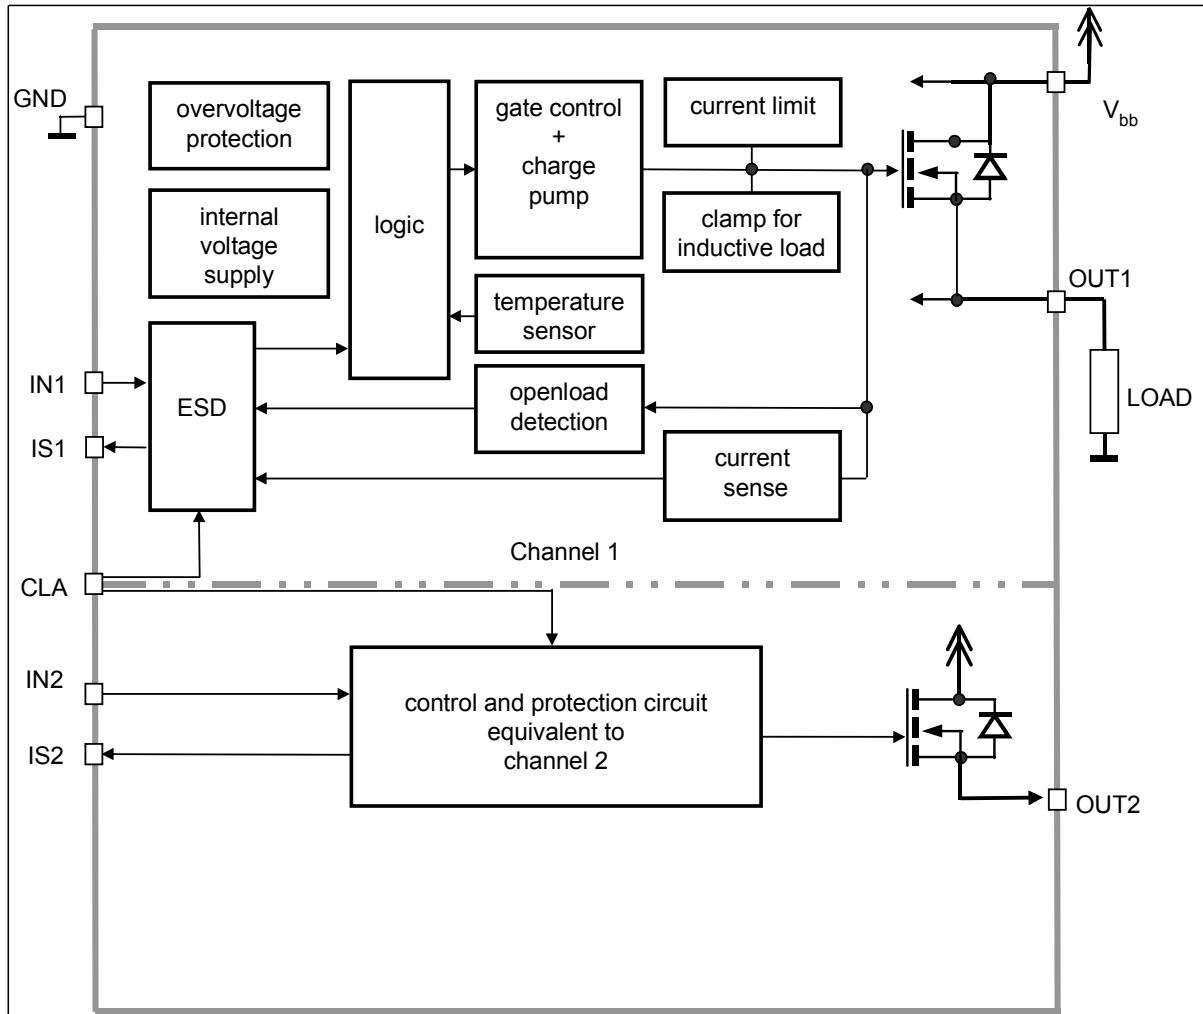 GND
overvoltage
protection
internal
voltage
supply
logic
gate control
+
charge
pump
current limit
clamp for
inductive load
V_bb
temperature
sensor
OUT1
IN1
ESD
openload
detection
LOAD
IS1
current
sense
Channel 1
CLA
IN2
control and protection circuit
equivalent to
channel 2
IS2
OUT2